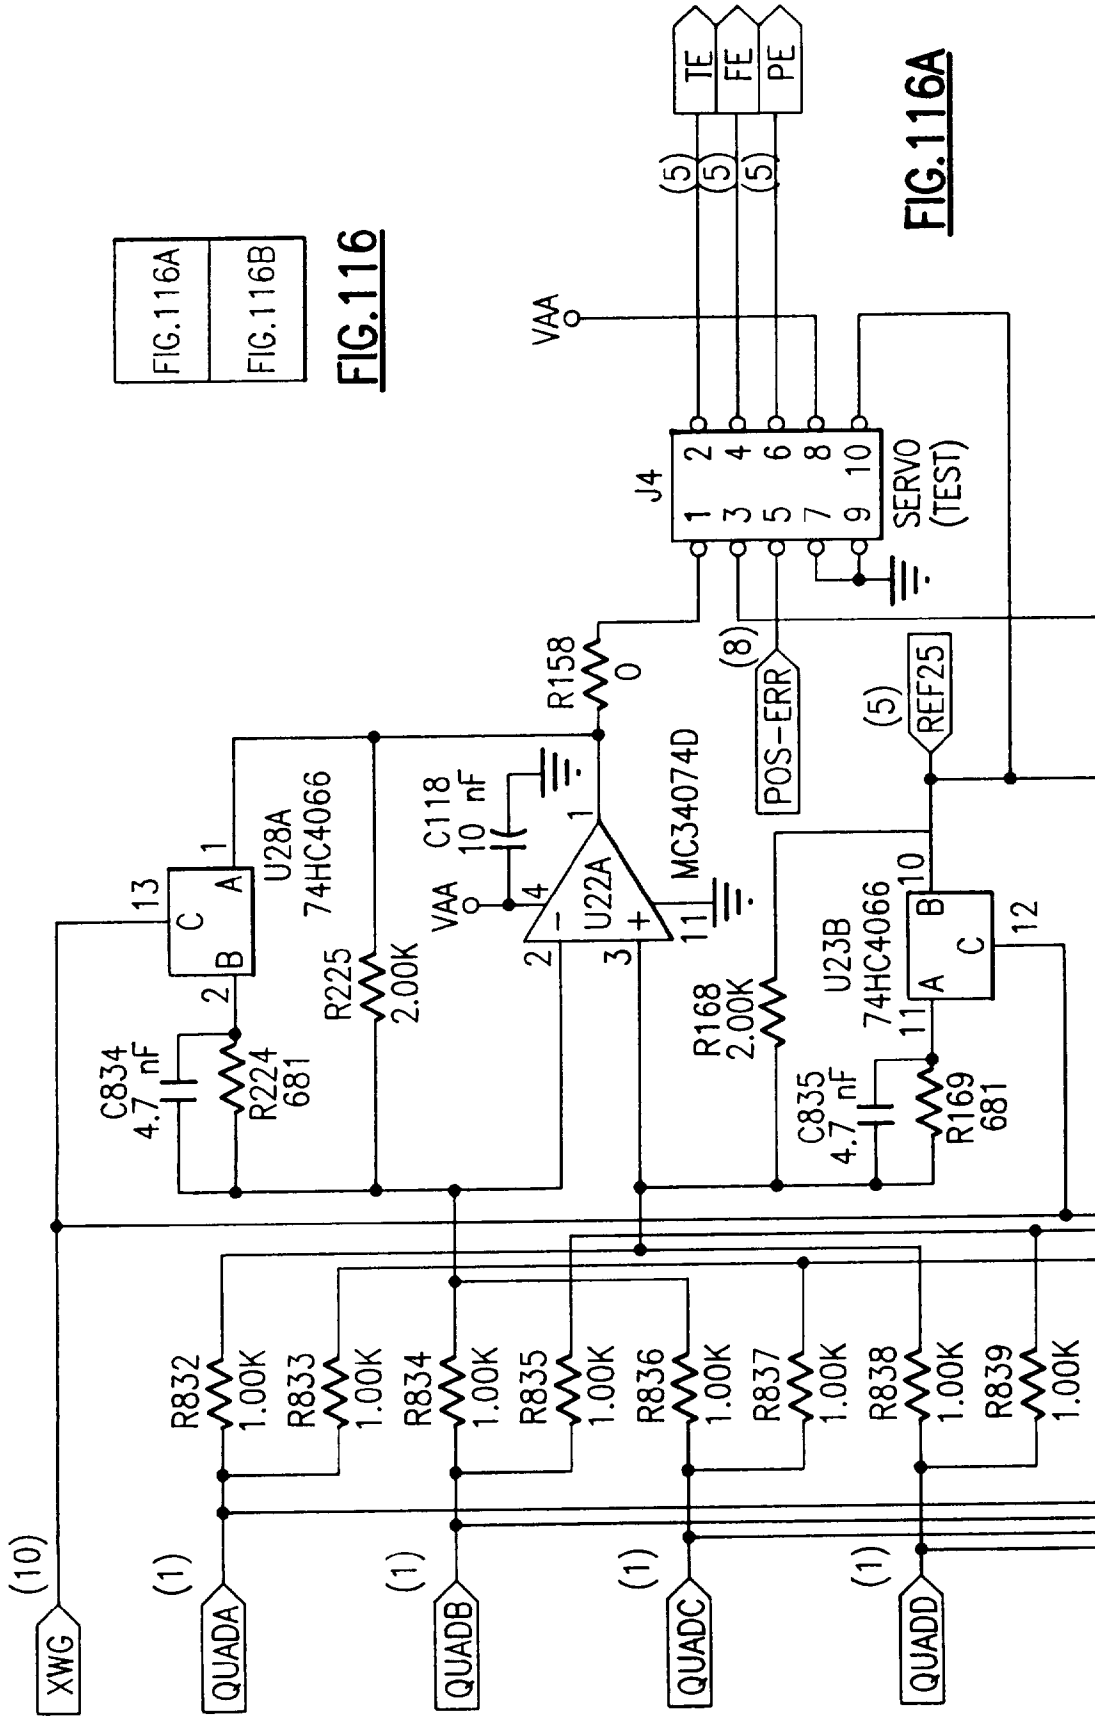 FIG.116A
FIG.116B
FIG.116
FIG.116A
XWG
(10)
QUADA
(1)
QUADB
(1)
QUADC
(1)
QUADD
(1)
R832
1.00K
R833
1.00K
R834
1.00K
R835
1.00K
R836
1.00K
R837
1.00K
R838
1.00K
R839
1.00K
C834
4.7 nF
R224
681
2
B
C
A
13
1
U28A
74HC4066
R225
2.00K
VAA
C118
10 nF
2
3
4
-
+
U22A
1
11
MC34074D
R158
0
R168
2.00K
C835
4.7 nF
R169
681
11
A
B
C
10
12
U23B
74HC4066
(5)
REF25
POS-ERR
(8)
J4
1
2
3
4
5
6
7
8
9
10
SERVO
(TEST)
VAA
(5)
TE
(5)
FE
(5)
PE